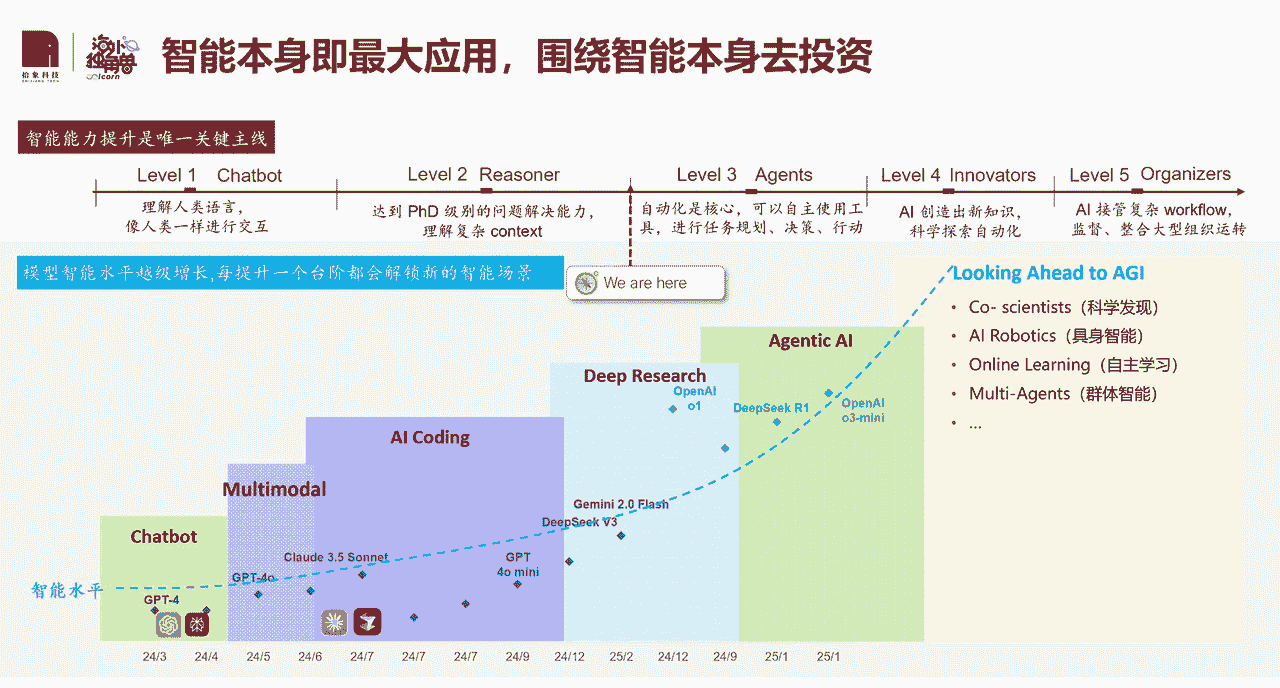 拾象科技
海外独角兽
Unicorn
智能本身即最大应用，围绕智能本身去投资
智能能力提升是唯一关键主线
Level 1 Chatbot
理解人类语言，
像人类一样进行交互
Level 2 Reasoner
达到 PhD 级别的问题解决能力，
理解复杂 context
Level 3 Agents
自动化是核心，可以自主使用工
具，进行任务规划、决策、行动
Level 4 Innovators
AI 创造出新知识，
科学探索自动化
Level 5 Organizers
AI 接管复杂 workflow，
监督、整合大型组织运转
模型智能水平越级增长,每提升一个台阶都会解锁新的智能场景
We are here
Looking Ahead to AGI
• Co- scientists（科学发现）
• AI Robotics（具身智能）
• Online Learning（自主学习）
• Multi-Agents（群体智能）
• ...
Agentic AI
Deep Research
OpenAI
o1
DeepSeek R1
OpenAI
o3-mini
AI Coding
Multimodal
Gemini 2.0 Flash
DeepSeek V3
Chatbot
Claude 3.5 Sonnet
GPT
4o mini
GPT-4o
智能水平
GPT-4
24/3 24/4 24/5 24/6 24/7 24/7 24/7 24/9 24/12 25/2 24/12 24/9 25/1 25/1